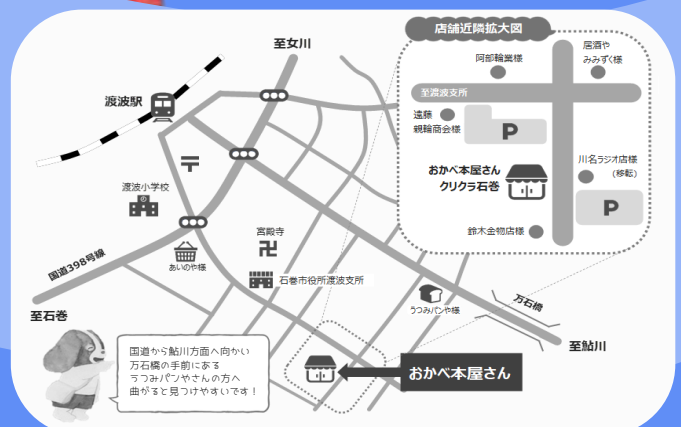 店舗近隣拡大図
居酒や
みみずく様
阿部輪業様
至渡波支所
遠藤
親輪商会様
P
おかべ本屋さん
クリクラ石巻
川名ラジオ店様
(移転)
P
鈴木金物店様
至女川
渡波駅
渡波小学校
宮殿寺
国道398号線
あいのや様
石巻市役所渡波支所
うつみパンや様
万石橋
至石巻
至鮎川
おかべ本屋さん
国道から鮎川方面へ向かい
万石橋の手前にある
うつみパンやさんの方へ
曲がると見つけやすいです!